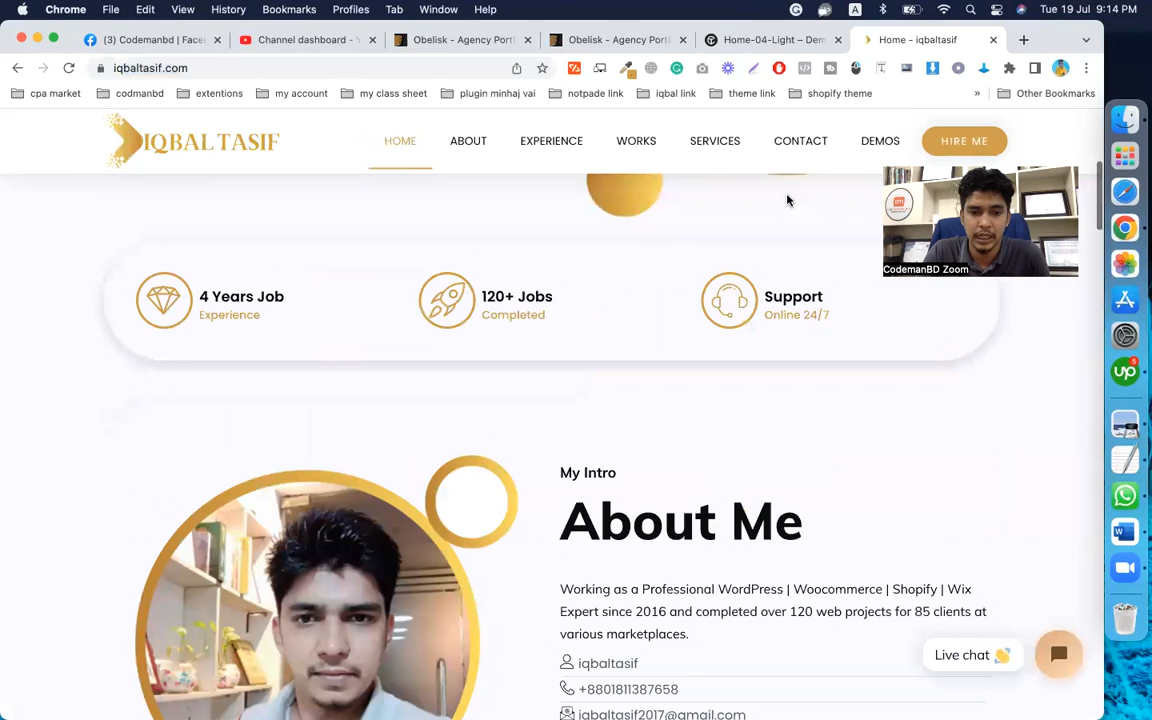 Chrome File Edit View History Bookmarks Profiles Tab Window Help A Tue 19 Jul 9:14 PM
(3) Codemanbd | Face
Channel dashboard -
Obelisk - Agency Port
Obelisk - Agency Port
Home-04-Light – Dem
Home - iqbaltasif
iqbaltasif.com
cpa market codmanbd extentions my account my class sheet plugin minhaj vai notpade link iqbal link theme link shopify theme » Other Bookmarks
IQBAL TASIF
HOME ABOUT EXPERIENCE WORKS SERVICES CONTACT DEMOS HIRE ME
CodemanBD Zoom
4 Years Job
Experience
120+ Jobs
Completed
Support
Online 24/7
My Intro
About Me
Working as a Professional WordPress | Woocommerce | Shopify | Wix
Expert since 2016 and completed over 120 web projects for 85 clients at
various marketplaces.
iqbaltasif
+8801811387658
iqbaltasif2017@gmail.com
Live chat 👋
up
5
W